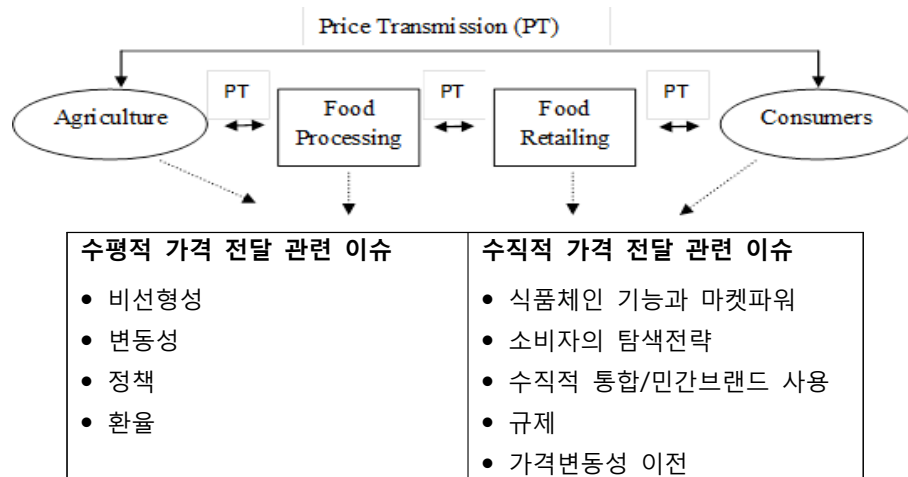 Price Transmission (PT)
PT
PT
PT
Agriculture
Food
Processing
Food
Retailing
Consumers
수평적 가격 전달 관련 이슈
• 비선형성
• 변동성
• 정책
• 환율
수직적 가격 전달 관련 이슈
• 식품체인 기능과 마켓파워
• 소비자의 탐색전략
• 수직적 통합/민간브랜드 사용
• 규제
• 가격변동성 이전